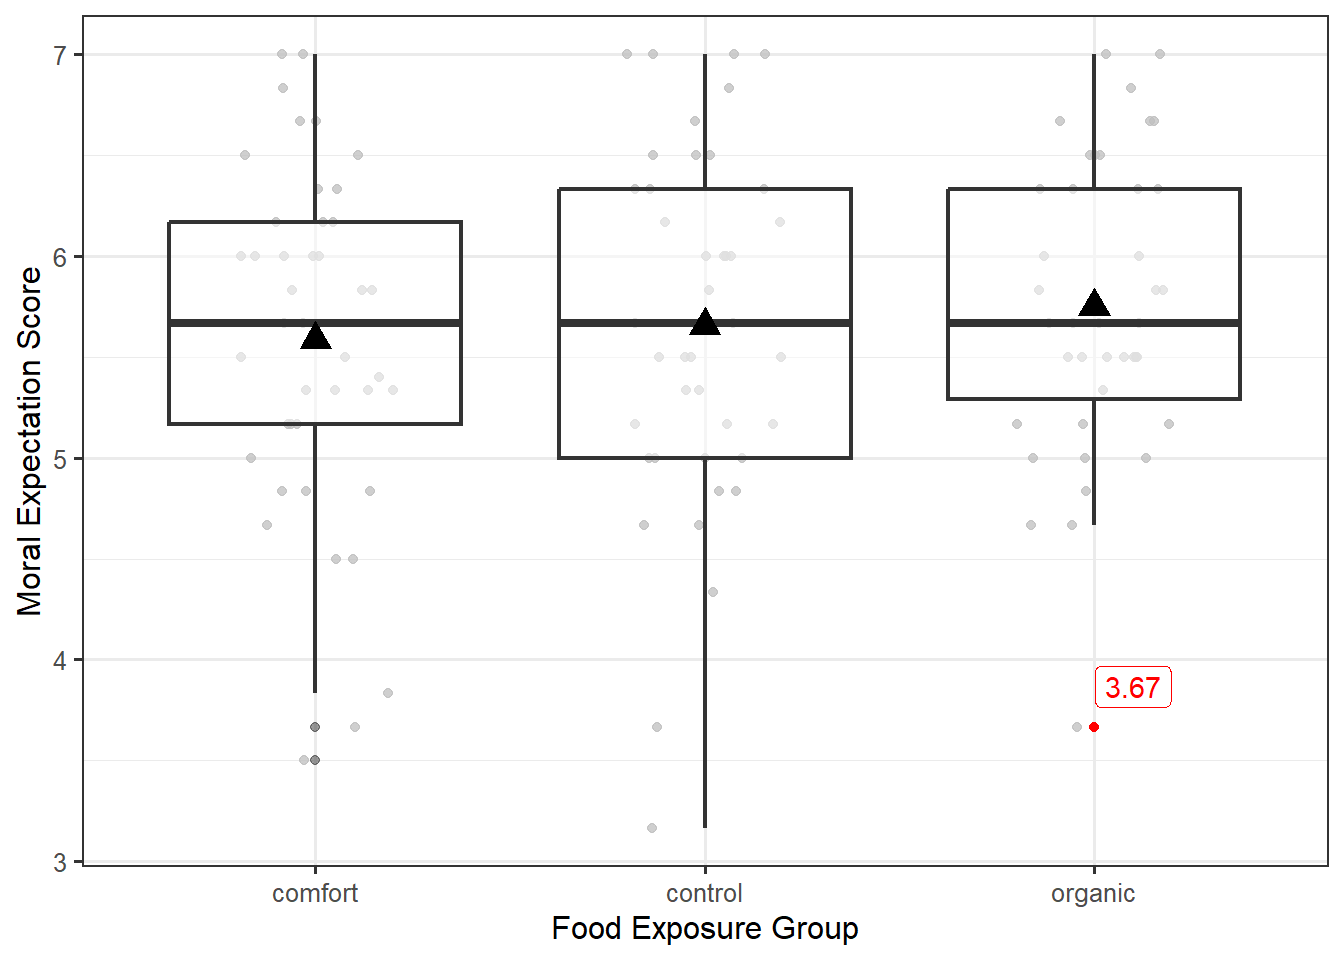 Moral Expectation Score
7
6
5
4
3
3.67
comfort
control
organic
Food Exposure Group